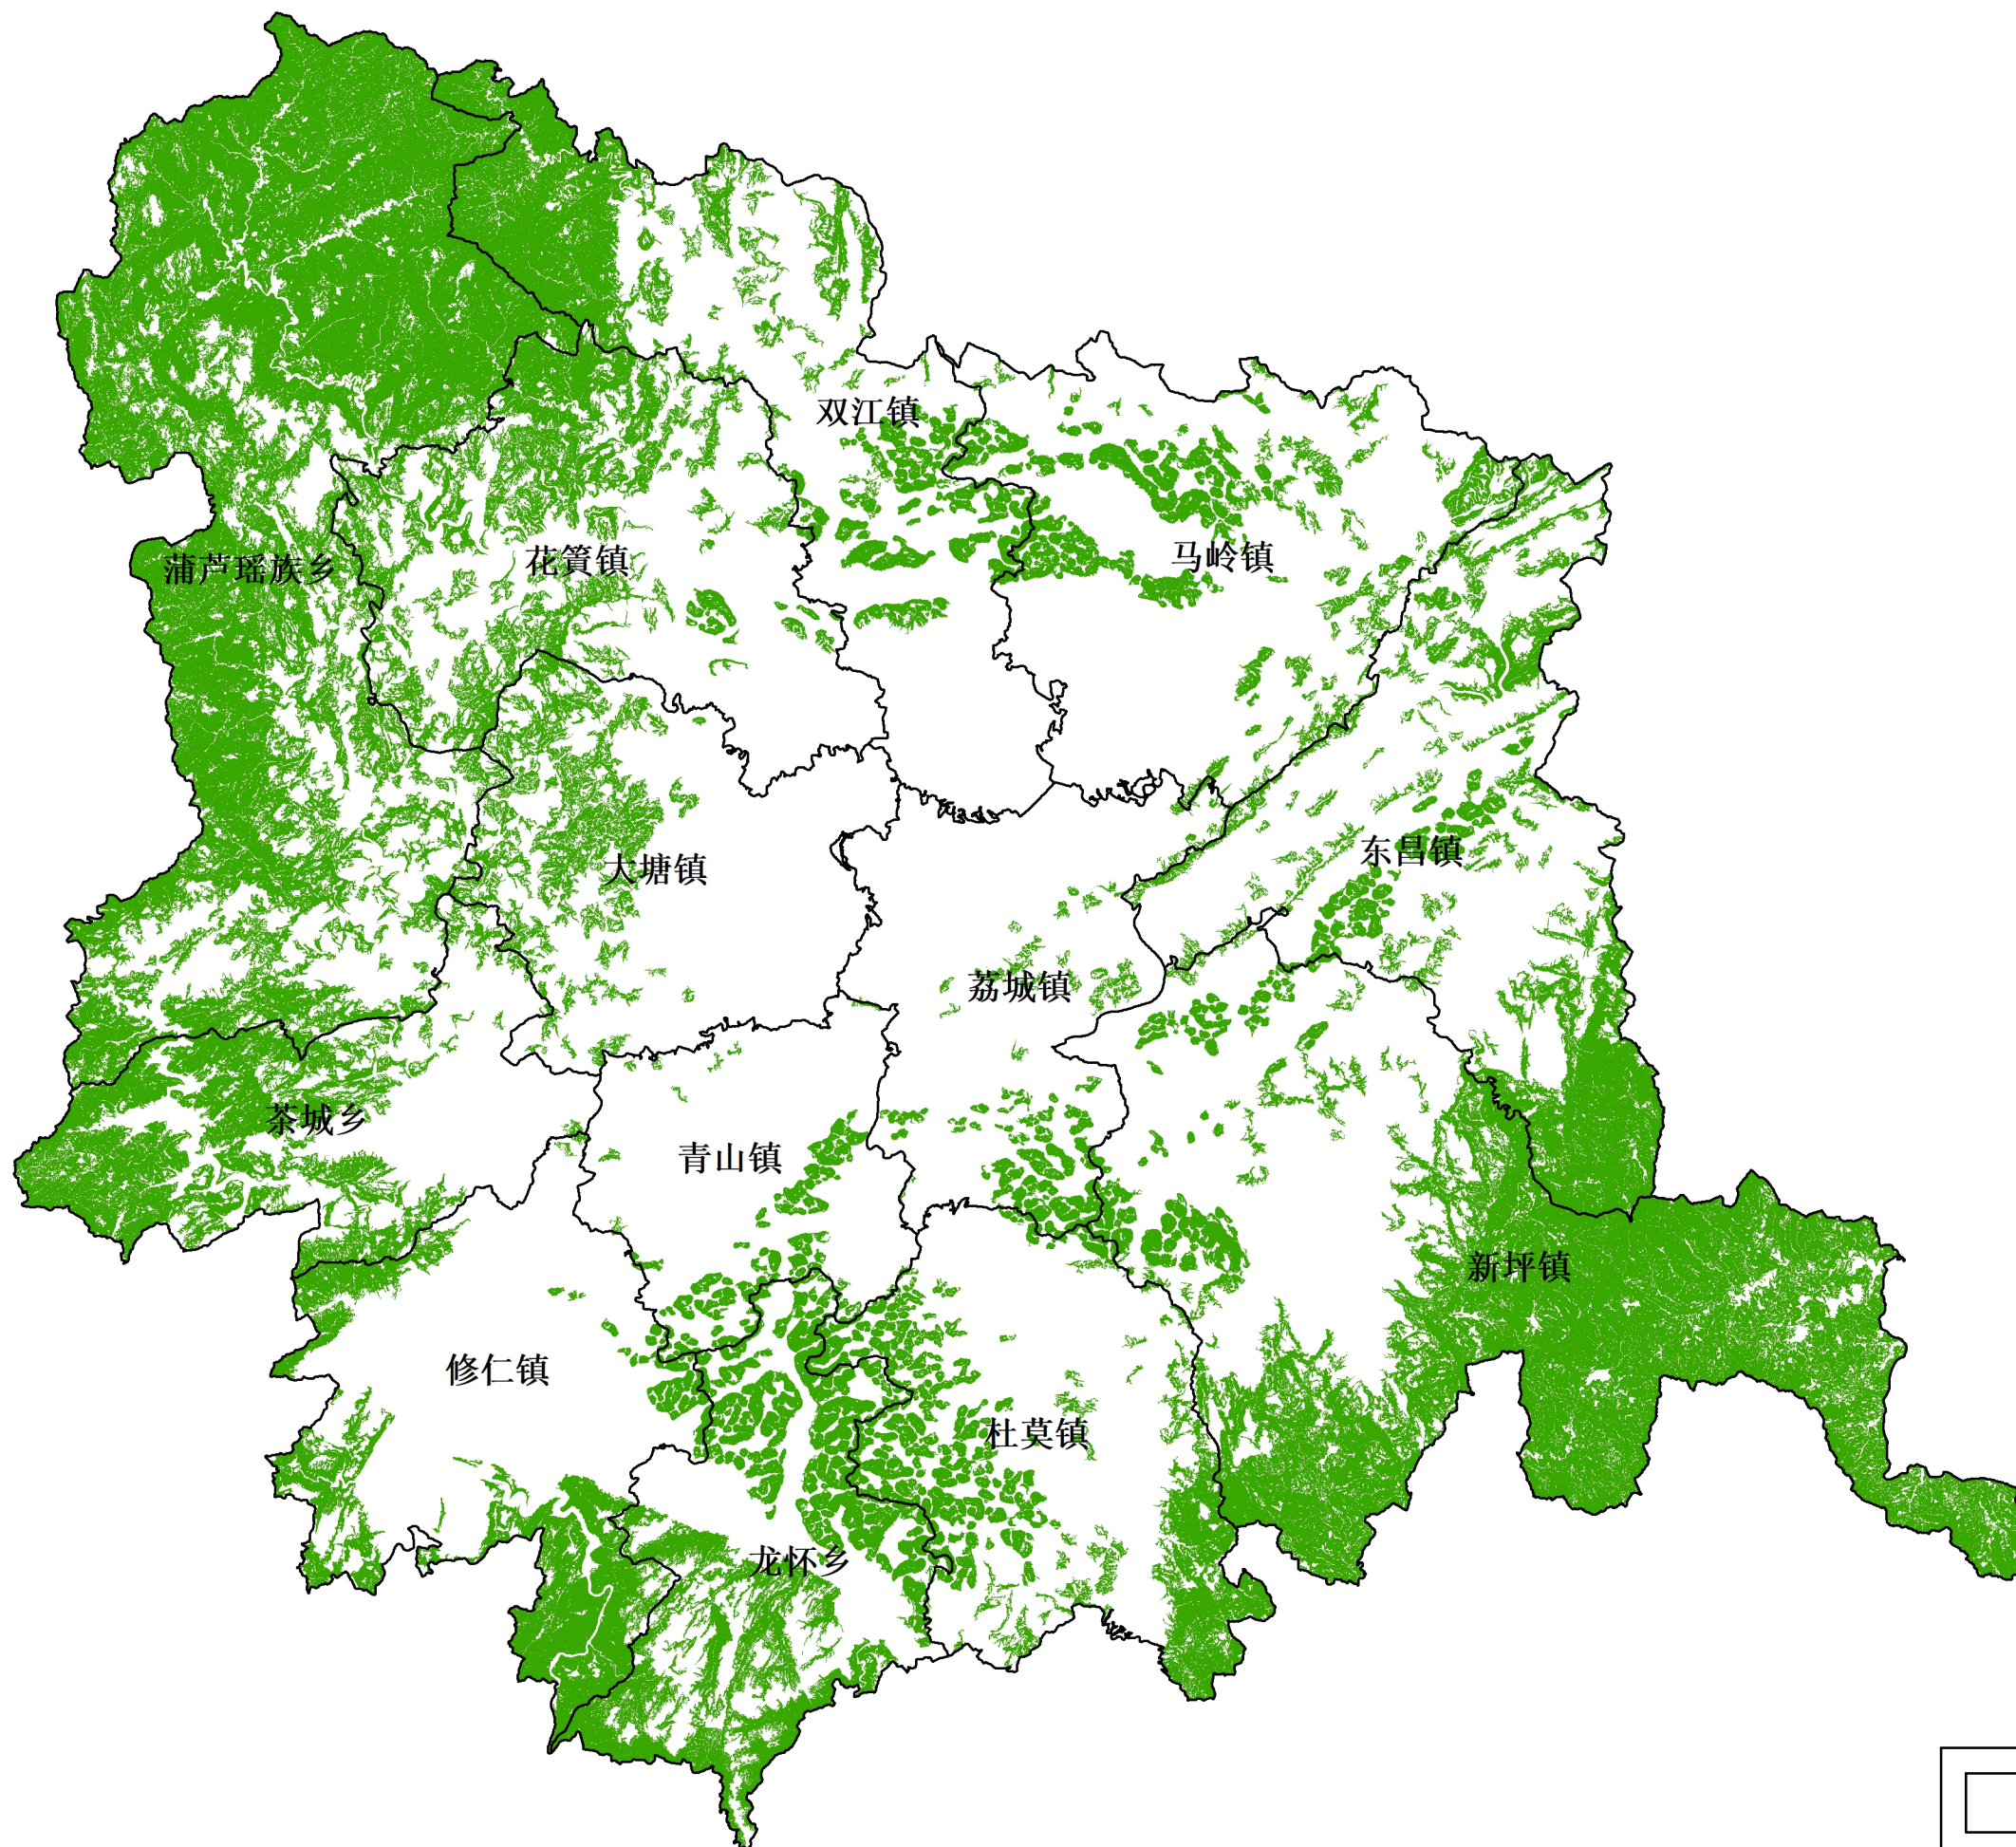 双江镇
马岭镇
蒲芦瑶族乡
花篢镇
大塘镇
东昌镇
荔城镇
茶城乡
青山镇
新坪镇
修仁镇
杜莫镇
龙怀乡